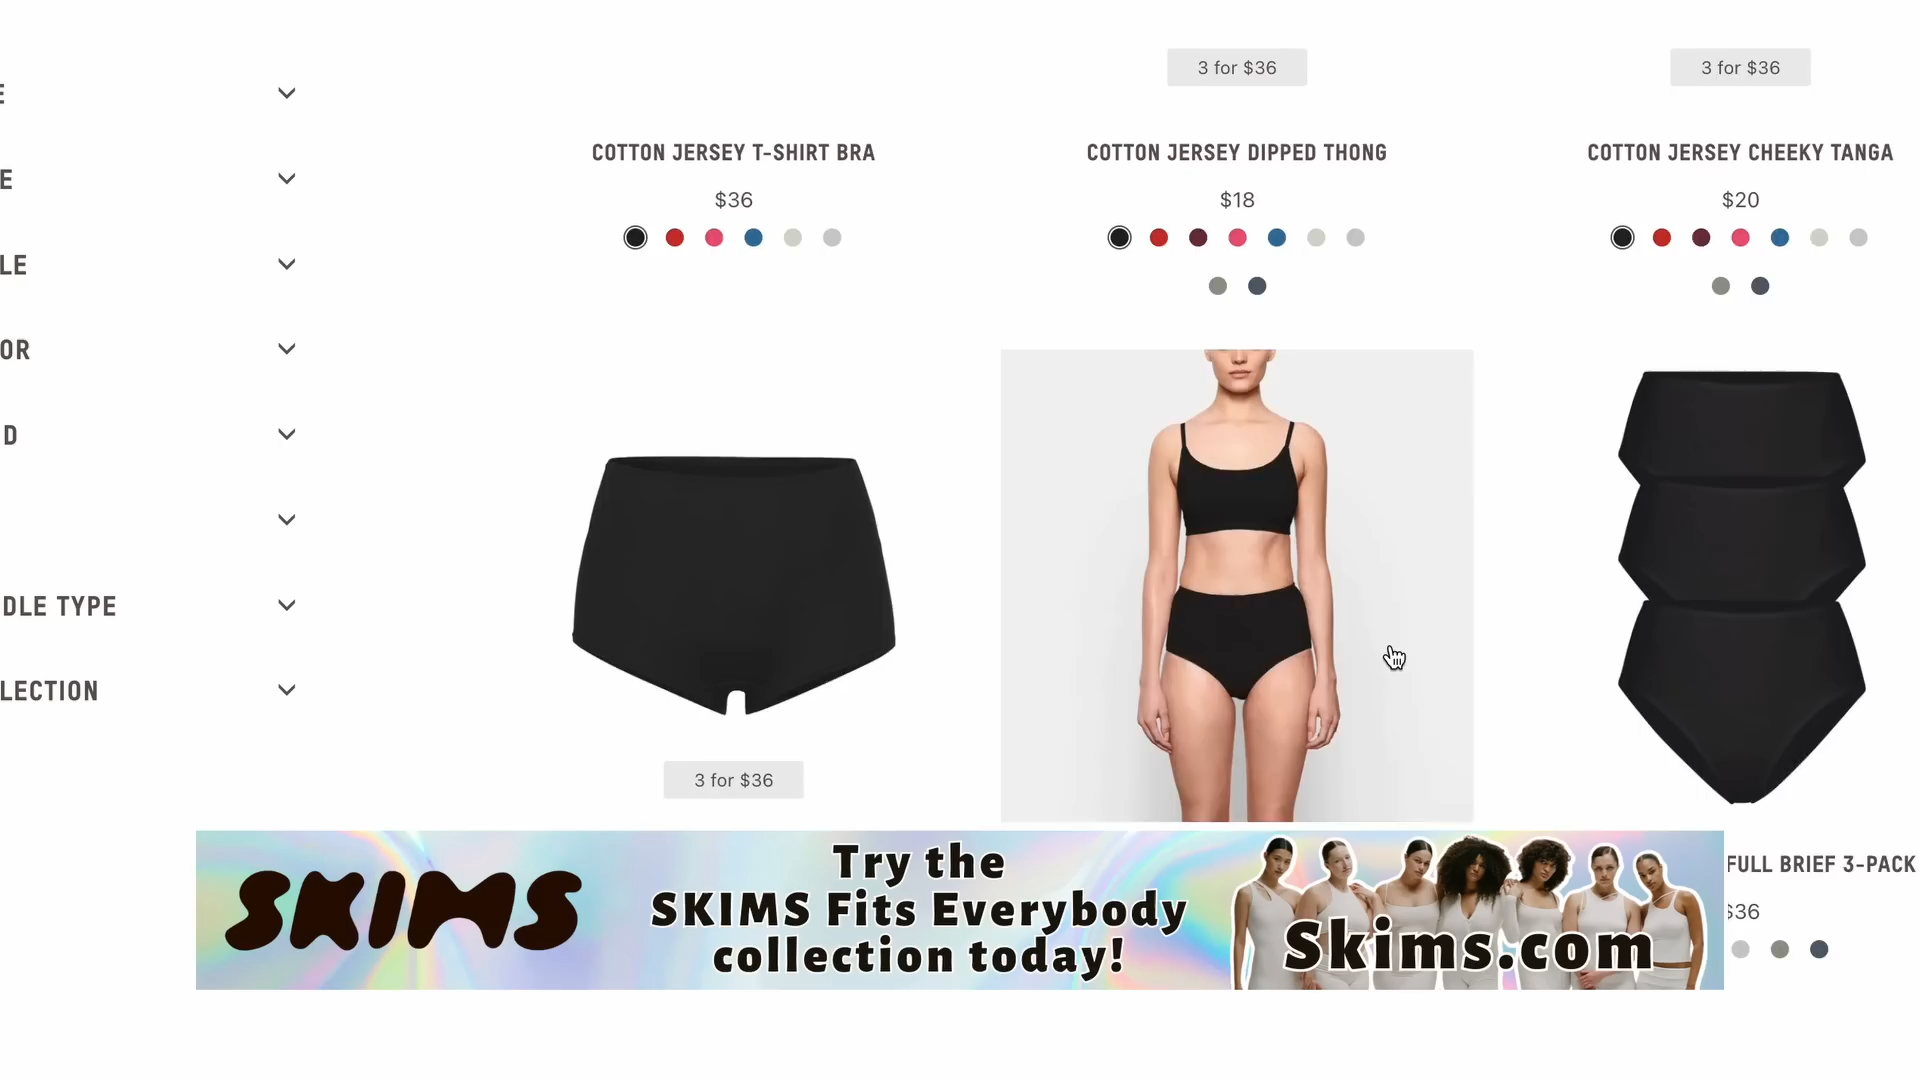 3 for $36
3 for $36
E
COTTON JERSEY T-SHIRT BRA
COTTON JERSEY DIPPED THONG
COTTON JERSEY CHEEKY TANGA
E
$36
$18
$20
LE
OR
D
DLE TYPE
LLECTION
3 for $36
SKIMS
Try the
SKIMS Fits Everybody
collection today!
Skims.com
FULL BRIEF 3-PACK
$36